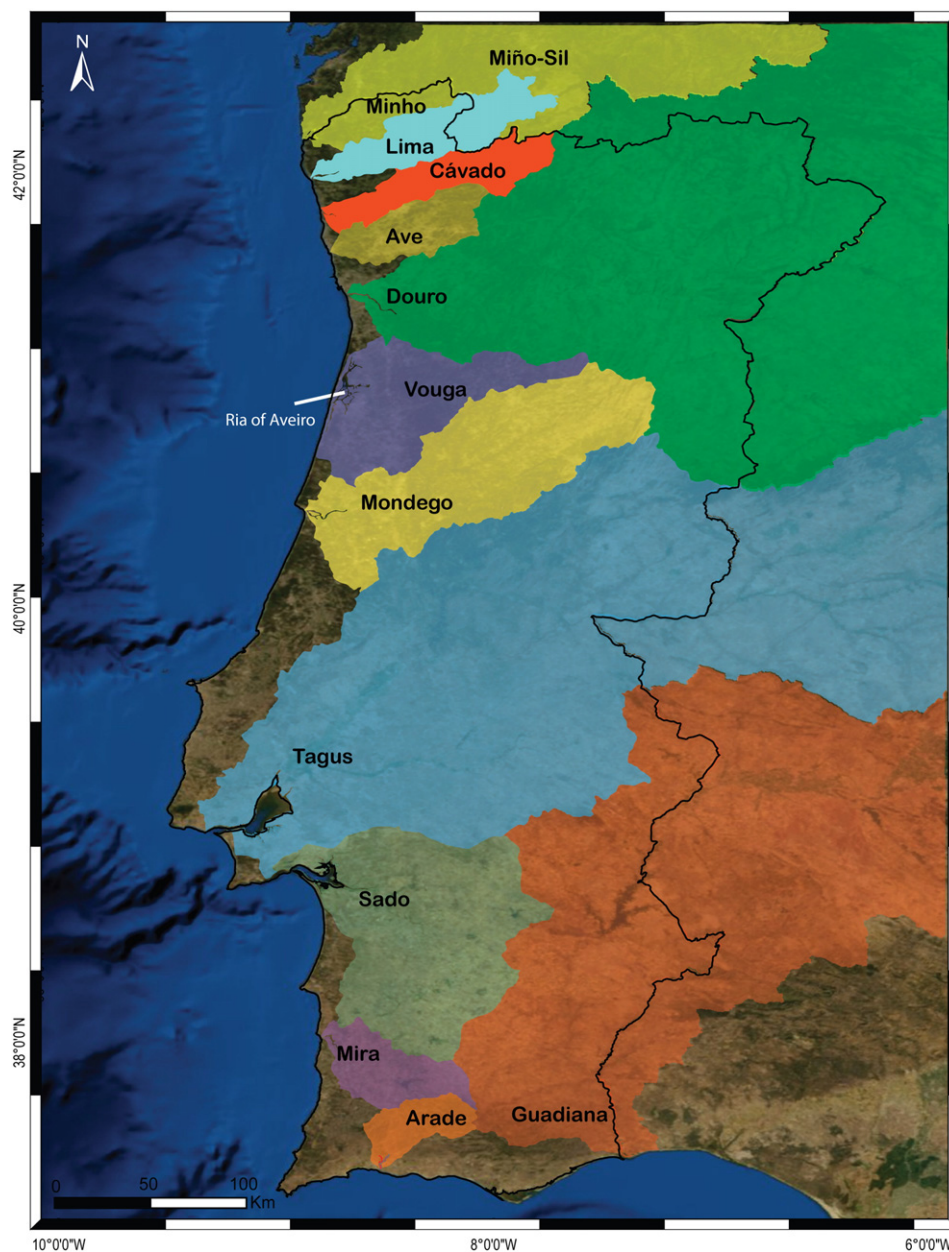 N
Miño-Sil
Minho
Lima
Cávado
Ave
Douro
Vouga
Ria of Aveiro
Mondego
Tagus
Sado
Mira
Arade
Guadiana
42°0'0"N
40°0'0"N
38°0'0"N
0 50 100
Km
10°0'0"W 8°0'0"W 6°0'0"W